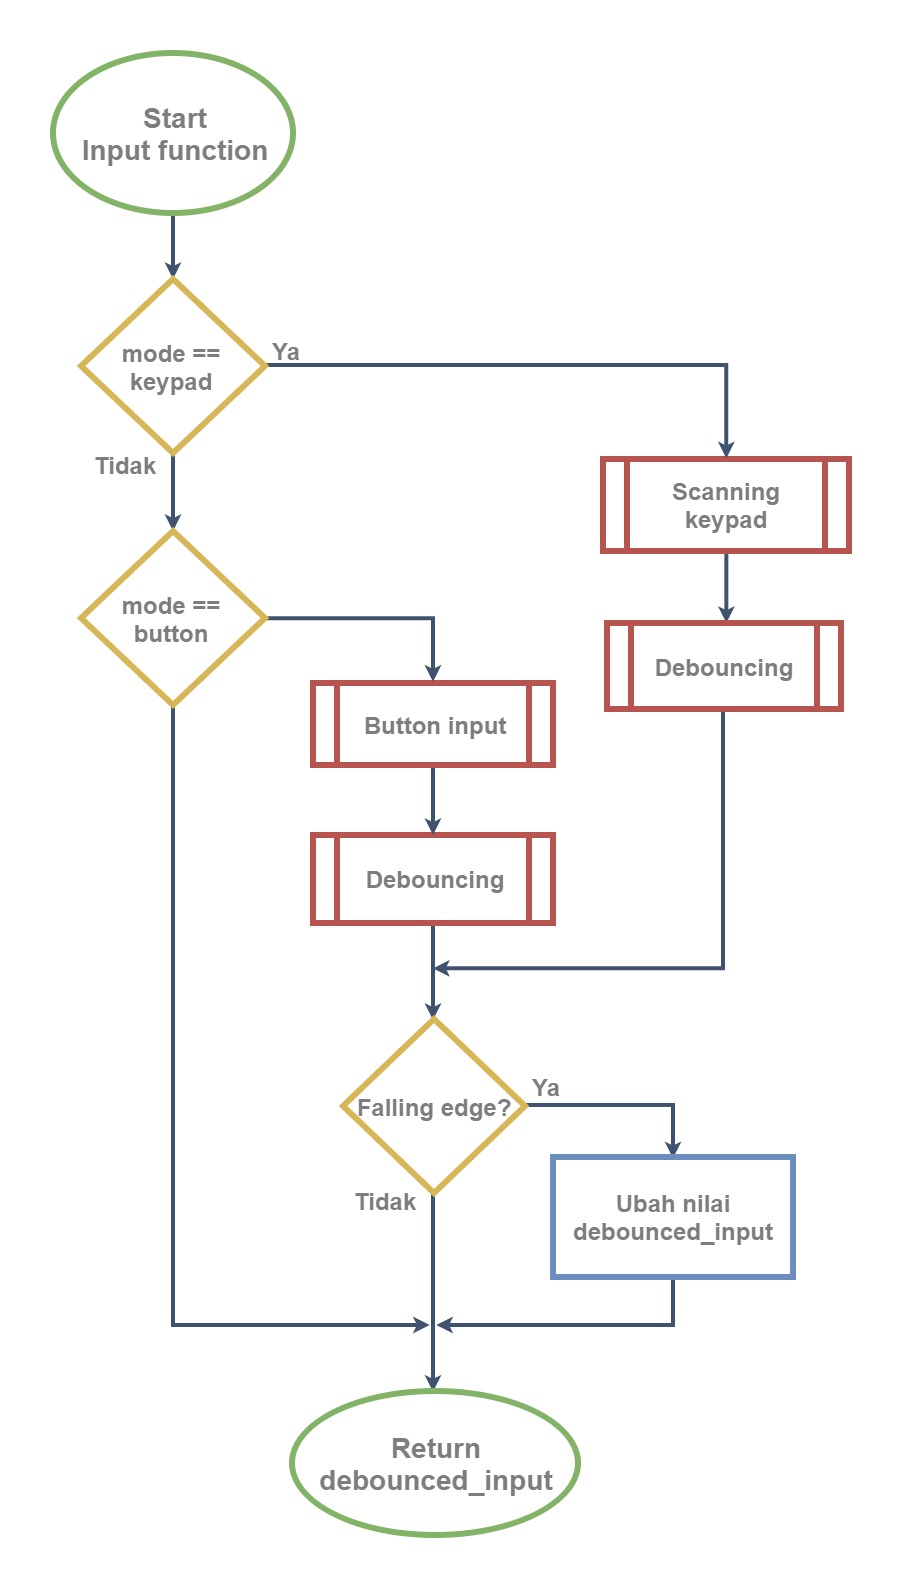 Start
Input function
mode ==
keypad
Ya
Tidak
Scanning
keypad
mode ==
button
Debouncing
Button input
Debouncing
Falling edge?
Ya
Tidak
Ubah nilai
debounced_input
Return
debounced_input